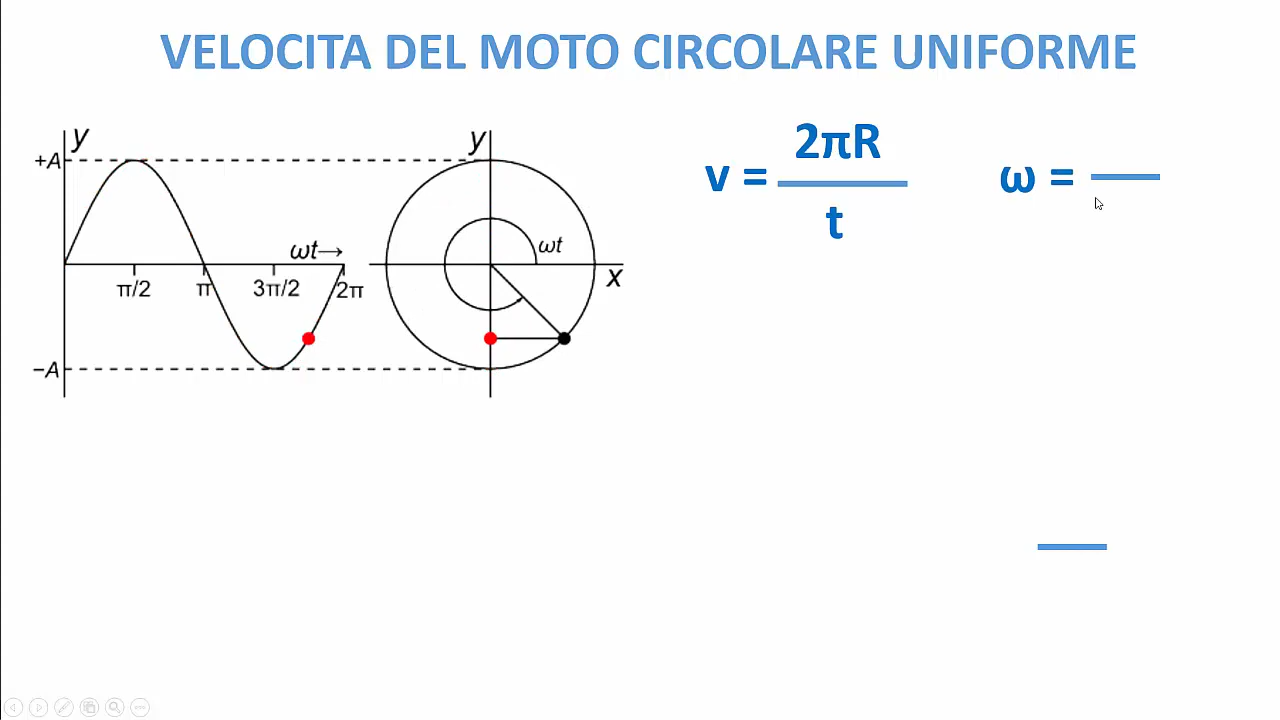 VELOCITA DEL MOTO CIRCOLARE UNIFORME
y
+A
−A
ωt→
π/2
π
3π/2
2π
y
ωt
x
v = 2πR
t
ω =